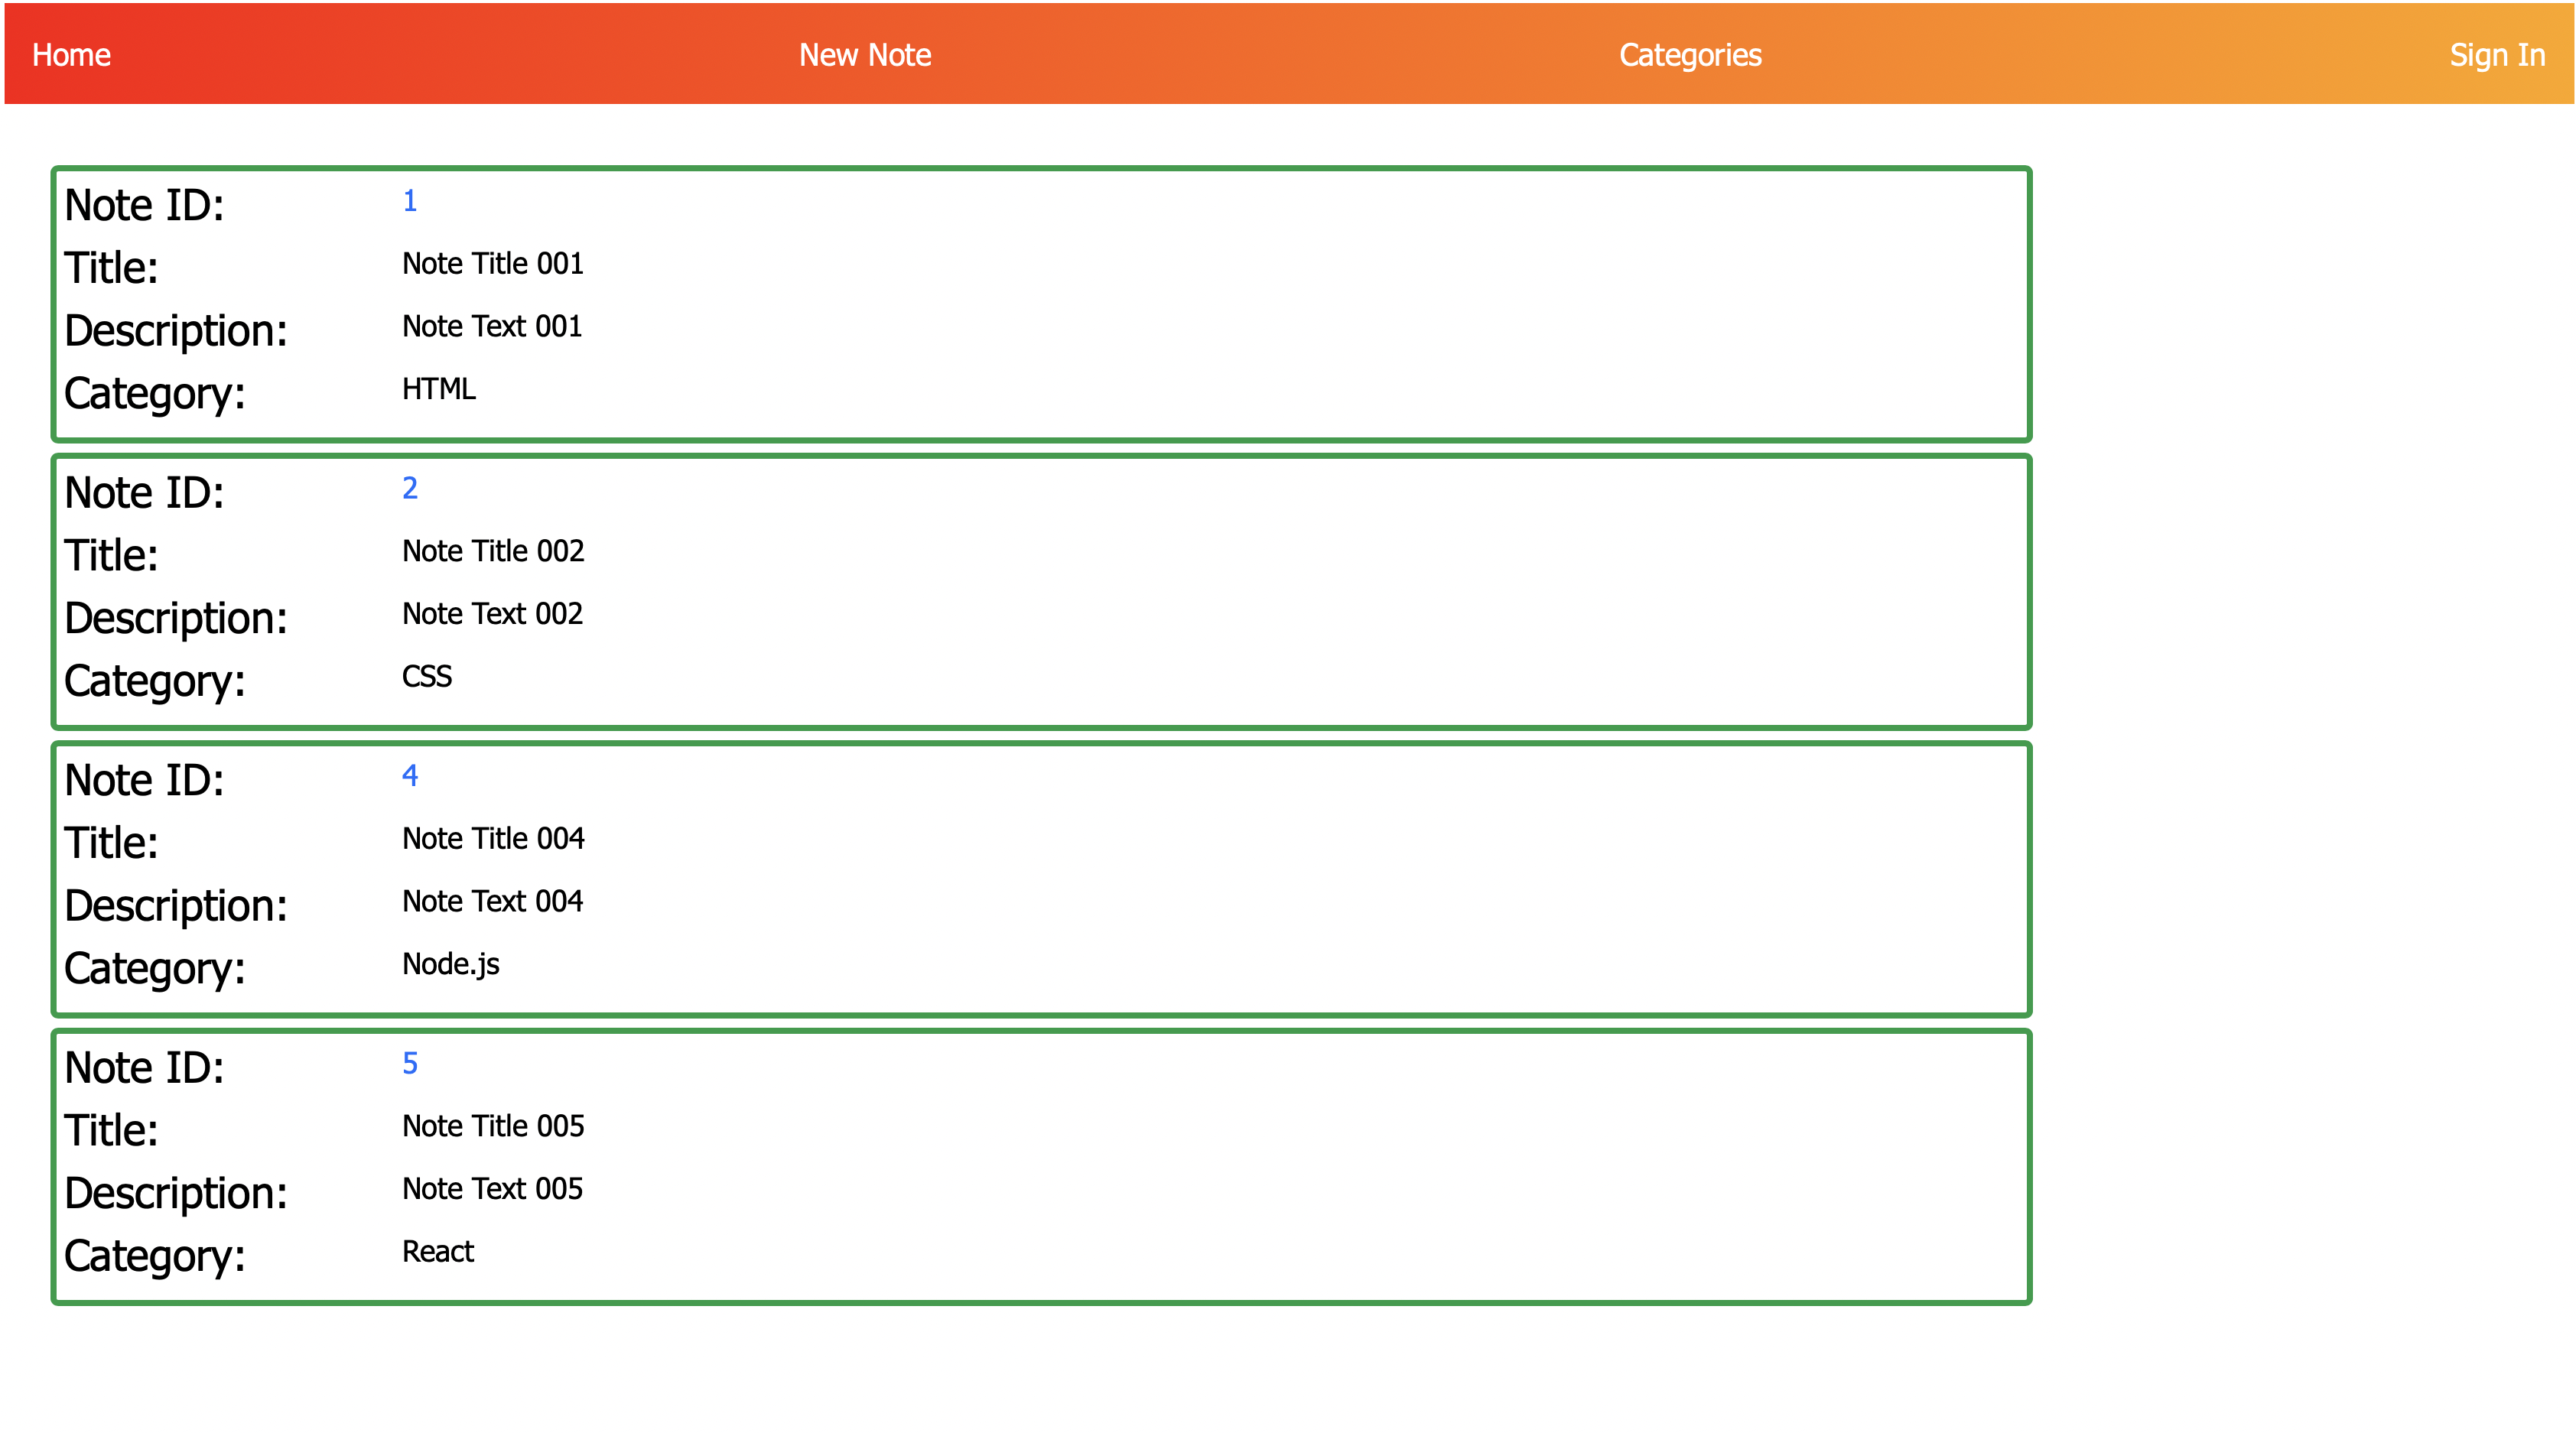 Home New Note Categories Sign In
Note ID: 1
Title: Note Title 001
Description: Note Text 001
Category: HTML
Note ID: 2
Title: Note Title 002
Description: Note Text 002
Category: CSS
Note ID: 4
Title: Note Title 004
Description: Note Text 004
Category: Node.js
Note ID: 5
Title: Note Title 005
Description: Note Text 005
Category: React